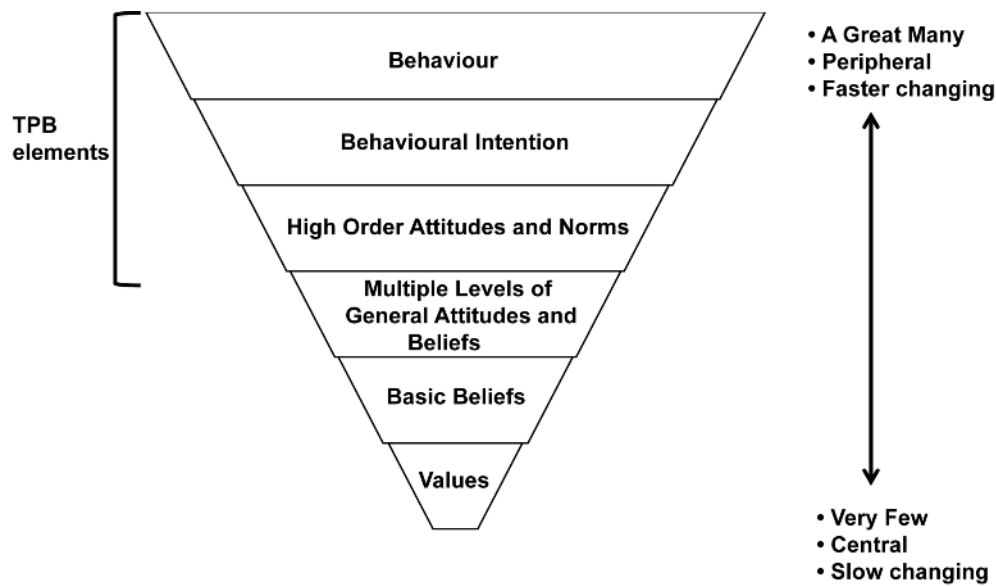 Behaviour
• A Great Many
• Peripheral
• Faster changing
TPB
elements
Behavioural Intention
High Order Attitudes and Norms
Multiple Levels of
General Attitudes and
Beliefs
Basic Beliefs
Values
• Very Few
• Central
• Slow changing